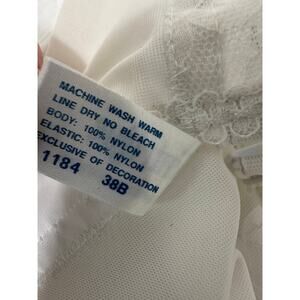 MACHINE WASH WARM
LINE DRY NO BLEACH
BODY: 100% NYLON
ELASTIC: 100% NYLON
EXCLUSIVE OF DECORATION
1184 38B